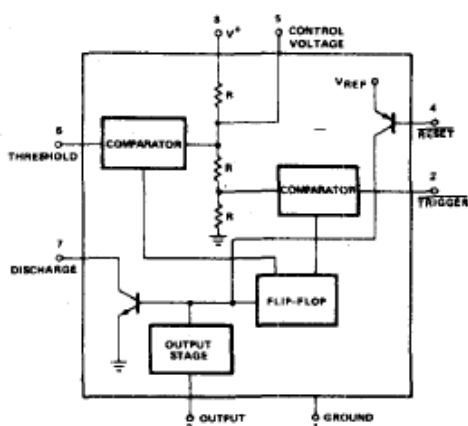 8 V+
5 CONTROL VOLTAGE
R
VREF
4
RESET
6
THRESHOLD
COMPARATOR
R
COMPARATOR
2
TRIGGER
R
7
DISCHARGE
FLIP-FLOP
OUTPUT
STAGE
OUTPUT
GROUND